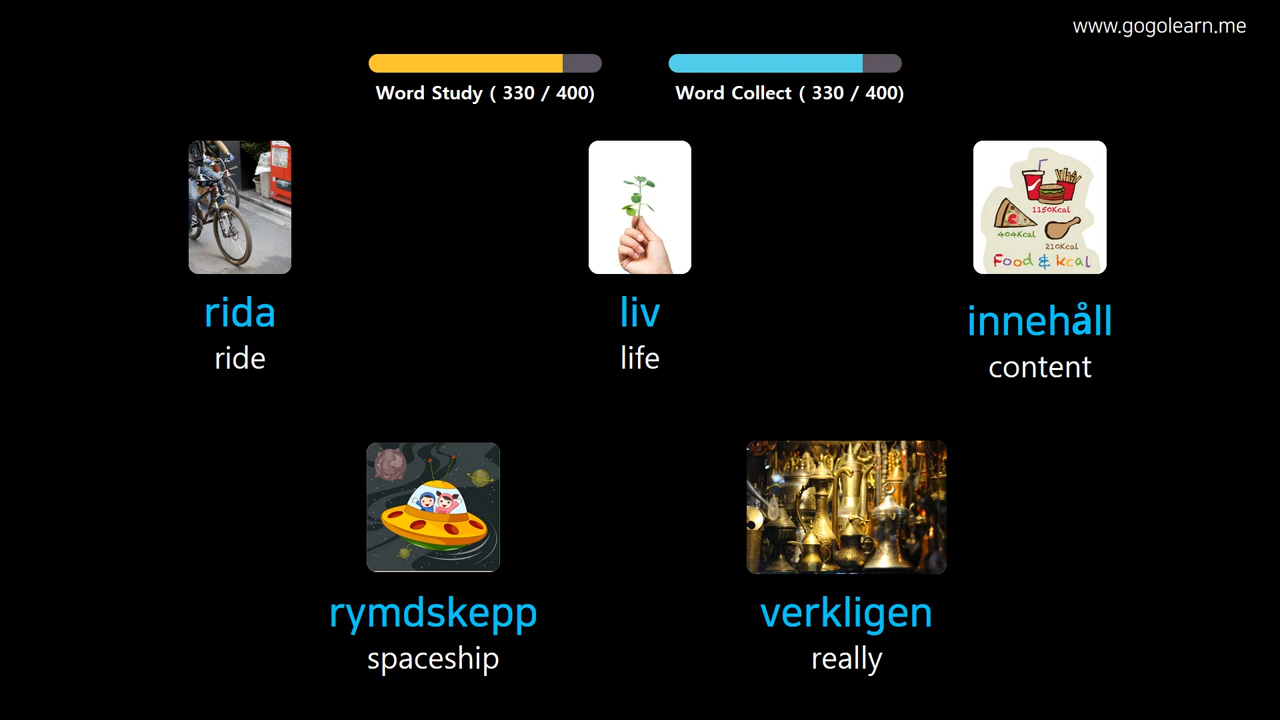 www.gogolearn.me
Word Study ( 330 / 400)
Word Collect ( 330 / 400)
1150Kcal
404Kcal
210Kcal
Food & kcal
rida
ride
liv
life
innehåll
content
rymdskepp
spaceship
verkligen
really